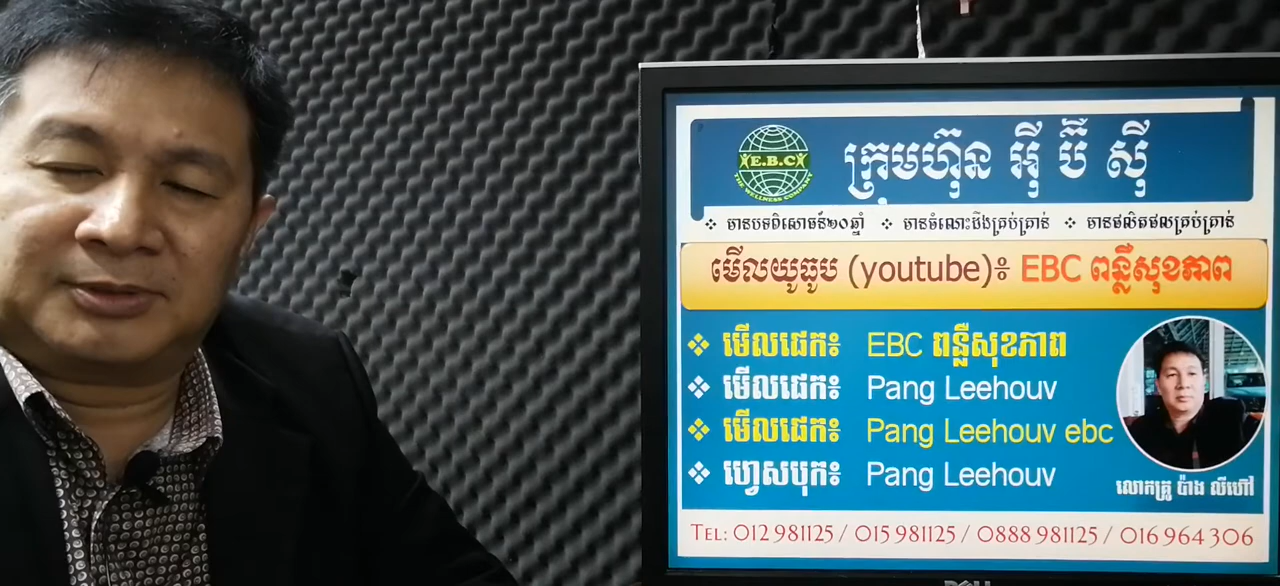 ក្រុមហ៊ុន អ៊ី ប៊ី ស៊ី
E.B.C
THE WELLNESS COMPANY
❖ មានបទពិសោធន៍២០ឆ្នាំ ❖ មានចំណេះដឹងគ្រប់គ្រាន់ ❖ មានផលិតផលគ្រប់គ្រាន់
មើលយូធូប (youtube)៖ EBC ពន្លឺសុខភាព
❖ មើលផេក៖ EBC ពន្លឺសុខភាព
❖ មើលផេក៖ Pang Leehouv
❖ មើលផេក៖ Pang Leehouv ebc
❖ ហ្វេសបុក៖ Pang Leehouv
លោកគ្រូ ប៉ាង លីហៅ
TEL: 012 981125 / 015 981125 / 0888 981125 / 016 964 306